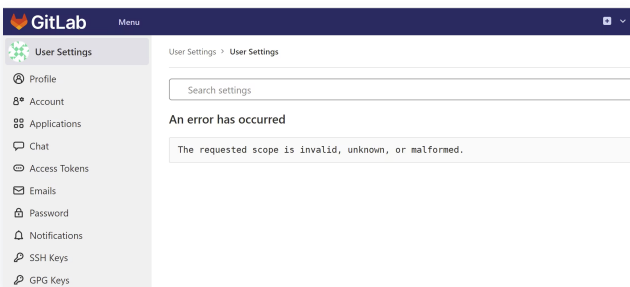 GitLab Menu
User Settings
User Settings > User Settings
Profile
Search settings
Account
An error has occurred
Applications
Chat
The requested scope is invalid, unknown, or malformed.
Access Tokens
Emails
Password
Notifications
SSH Keys
GPG Keys